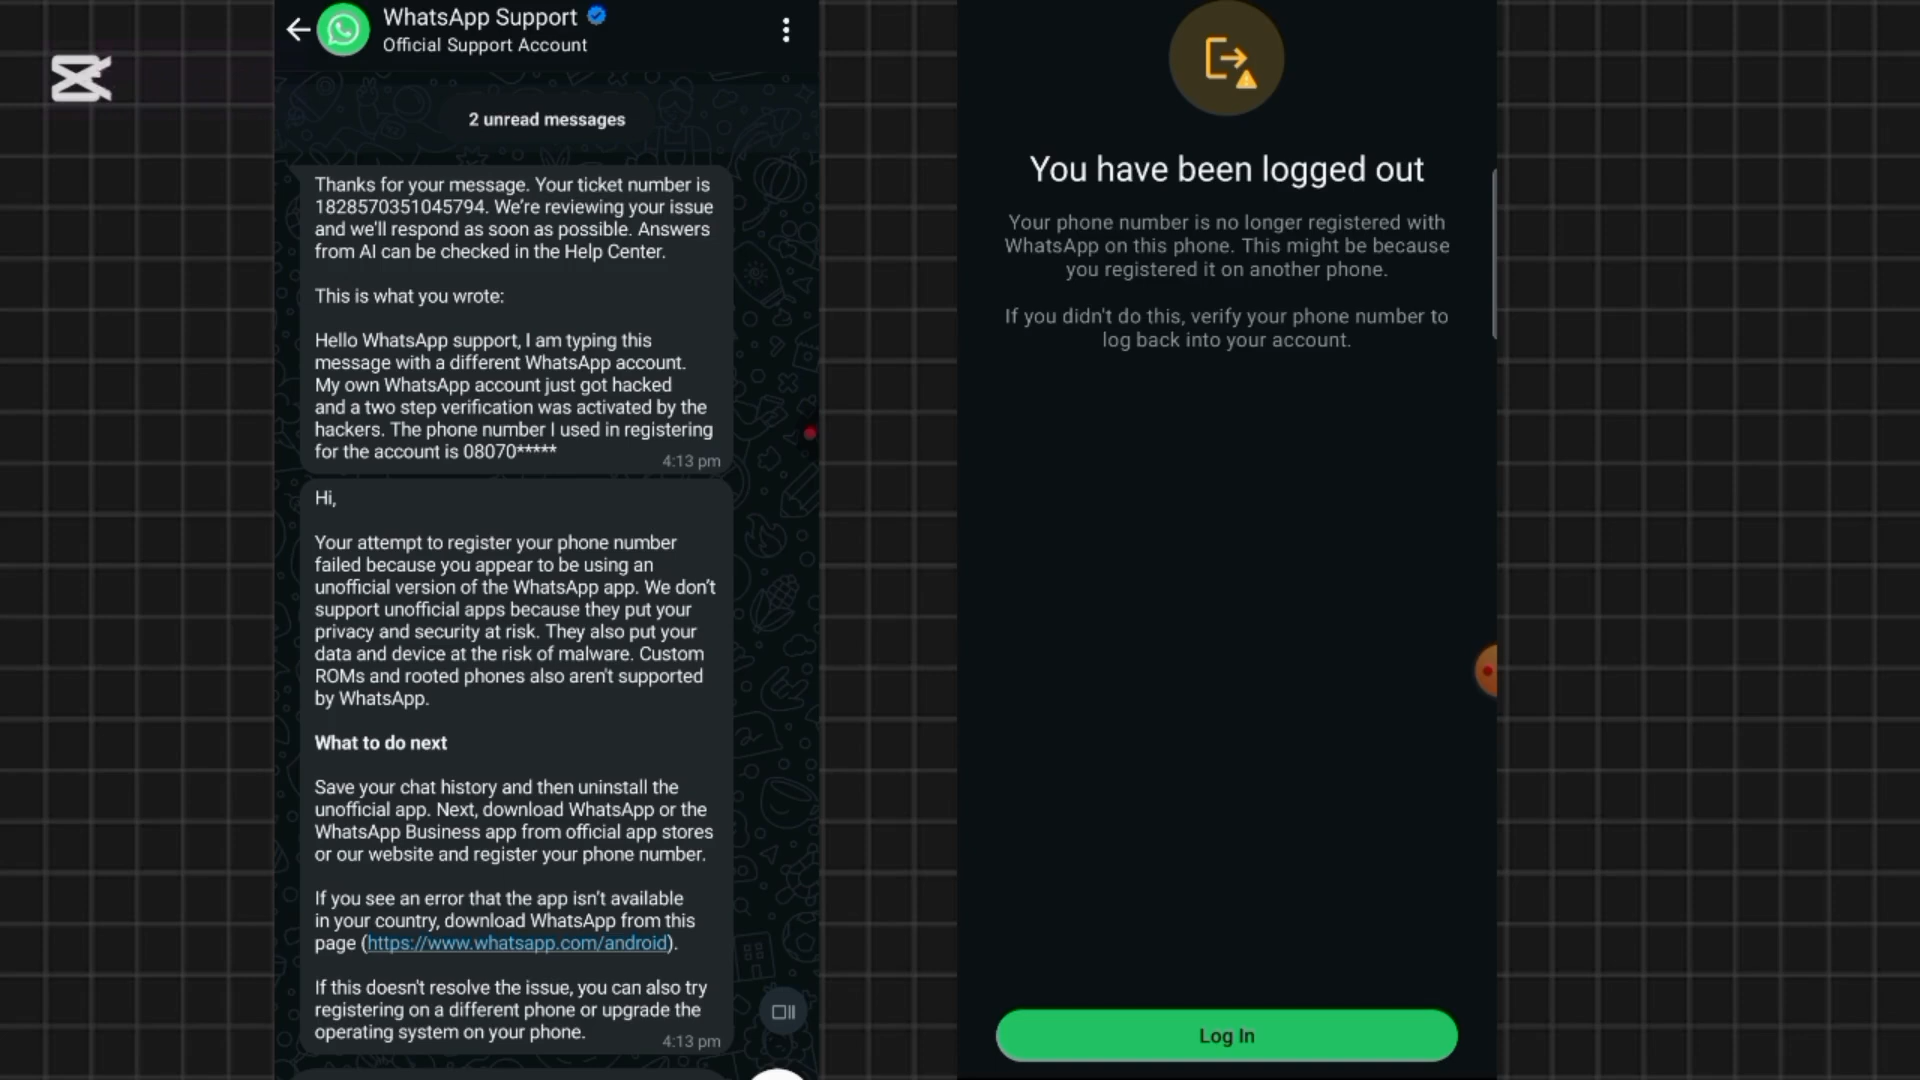 WhatsApp Support
Official Support Account
2 unread messages
Thanks for your message. Your ticket number is
1828570351045794. We're reviewing your issue
and we'll respond as soon as possible. Answers
from AI can be checked in the Help Center.
This is what you wrote:
Hello WhatsApp support, I am typing this
message with a different WhatsApp account.
My own WhatsApp account just got hacked
and a two step verification was activated by the
hackers. The phone number I used in registering
for the account is 08070*****
4:13 pm
Hi,
Your attempt to register your phone number
failed because you appear to be using an
unofficial version of the WhatsApp app. We don't
support unofficial apps because they put your
privacy and security at risk. They also put your
data and device at the risk of malware. Custom
ROMs and rooted phones also aren't supported
by WhatsApp.
What to do next
Save your chat history and then uninstall the
unofficial app. Next, download WhatsApp or the
WhatsApp Business app from official app stores
or our website and register your phone number.
If you see an error that the app isn't available
in your country, download WhatsApp from this
page (https://www.whatsapp.com/android).
If this doesn't resolve the issue, you can also try
registering on a different phone or upgrade the
operating system on your phone.
4:13 pm
You have been logged out
Your phone number is no longer registered with
WhatsApp on this phone. This might be because
you registered it on another phone.
If you didn't do this, verify your phone number to
log back into your account.
Log In